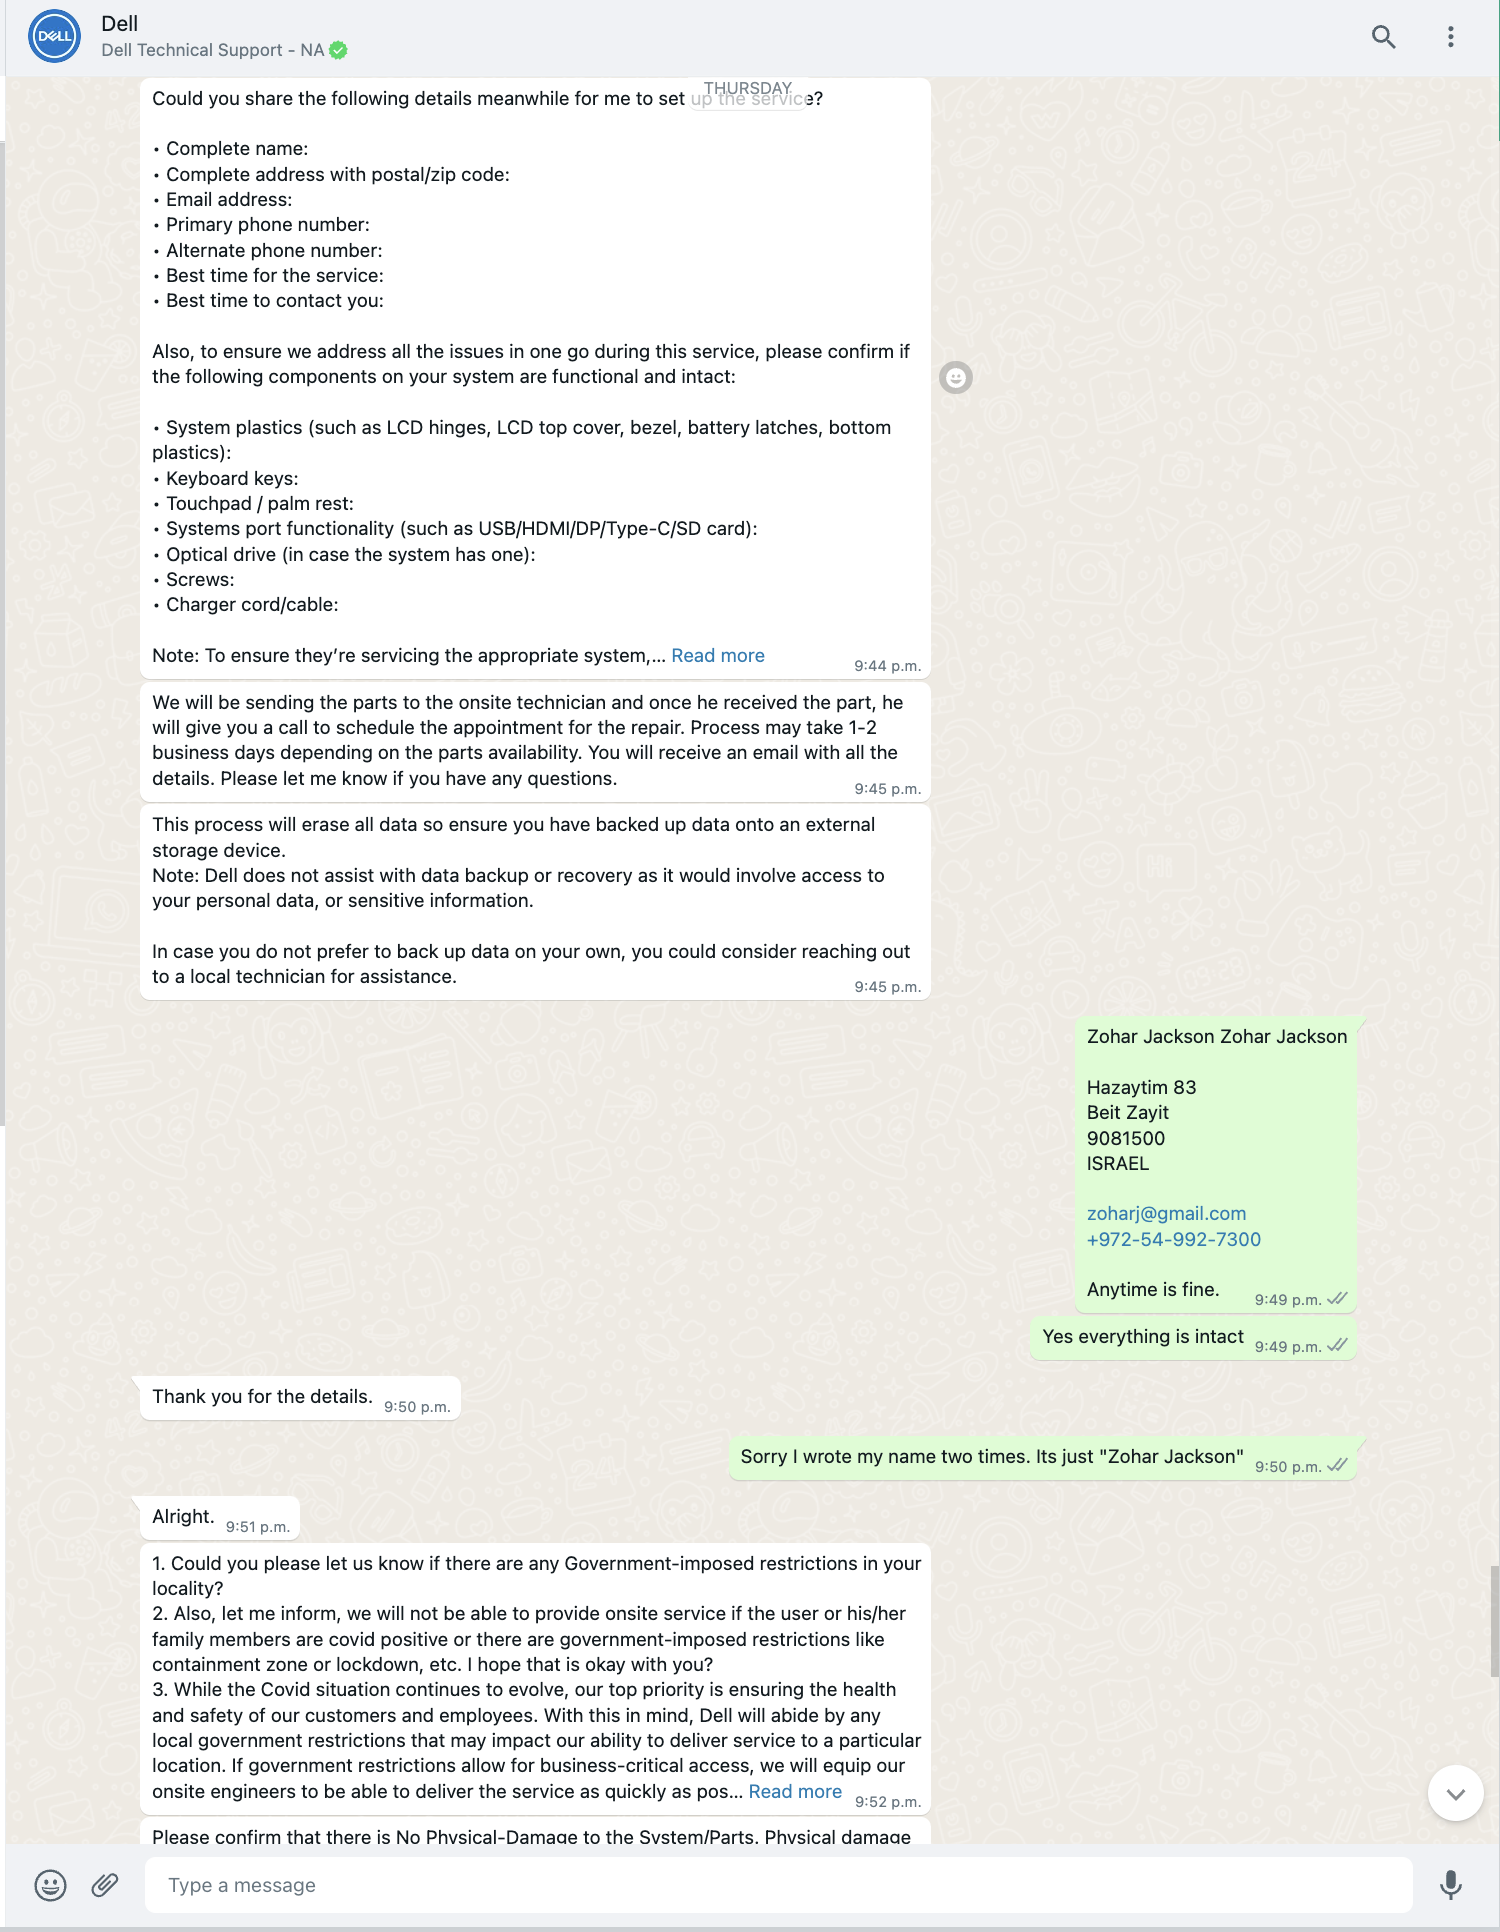 DELL
Dell
Dell Technical Support - NA
THURSDAY
Could you share the following details meanwhile for me to set up the service?
• Complete name:
• Complete address with postal/zip code:
• Email address:
• Primary phone number:
• Alternate phone number:
• Best time for the service:
• Best time to contact you:
Also, to ensure we address all the issues in one go during this service, please confirm if
the following components on your system are functional and intact:
• System plastics (such as LCD hinges, LCD top cover, bezel, battery latches, bottom
plastics):
• Keyboard keys:
• Touchpad / palm rest:
• Systems port functionality (such as USB/HDMI/DP/Type-C/SD card):
• Optical drive (in case the system has one):
• Screws:
• Charger cord/cable:
Note: To ensure they're servicing the appropriate system,... Read more
9:44 p.m.
We will be sending the parts to the onsite technician and once he received the part, he
will give you a call to schedule the appointment for the repair. Process may take 1-2
business days depending on the parts availability. You will receive an email with all the
details. Please let me know if you have any questions.
9:45 p.m.
This process will erase all data so ensure you have backed up data onto an external
storage device.
Note: Dell does not assist with data backup or recovery as it would involve access to
your personal data, or sensitive information.
In case you do not prefer to back up data on your own, you could consider reaching out
to a local technician for assistance.
9:45 p.m.
Zohar Jackson Zohar Jackson
Hazaytim 83
Beit Zayit
9081500
ISRAEL
zoharj@gmail.com
+972-54-992-7300
Anytime is fine.
9:49 p.m.
Yes everything is intact
9:49 p.m.
Thank you for the details.
9:50 p.m.
Sorry I wrote my name two times. Its just "Zohar Jackson"
9:50 p.m.
Alright.
9:51 p.m.
1. Could you please let us know if there are any Government-imposed restrictions in your
locality?
2. Also, let me inform, we will not be able to provide onsite service if the user or his/her
family members are covid positive or there are government-imposed restrictions like
containment zone or lockdown, etc. I hope that is okay with you?
3. While the Covid situation continues to evolve, our top priority is ensuring the health
and safety of our customers and employees. With this in mind, Dell will abide by any
local government restrictions that may impact our ability to deliver service to a particular
location. If government restrictions allow for business-critical access, we will equip our
onsite engineers to be able to deliver the service as quickly as pos... Read more
9:52 p.m.
Please confirm that there is No Physical-Damage to the System/Parts. Physical damage
Type a message